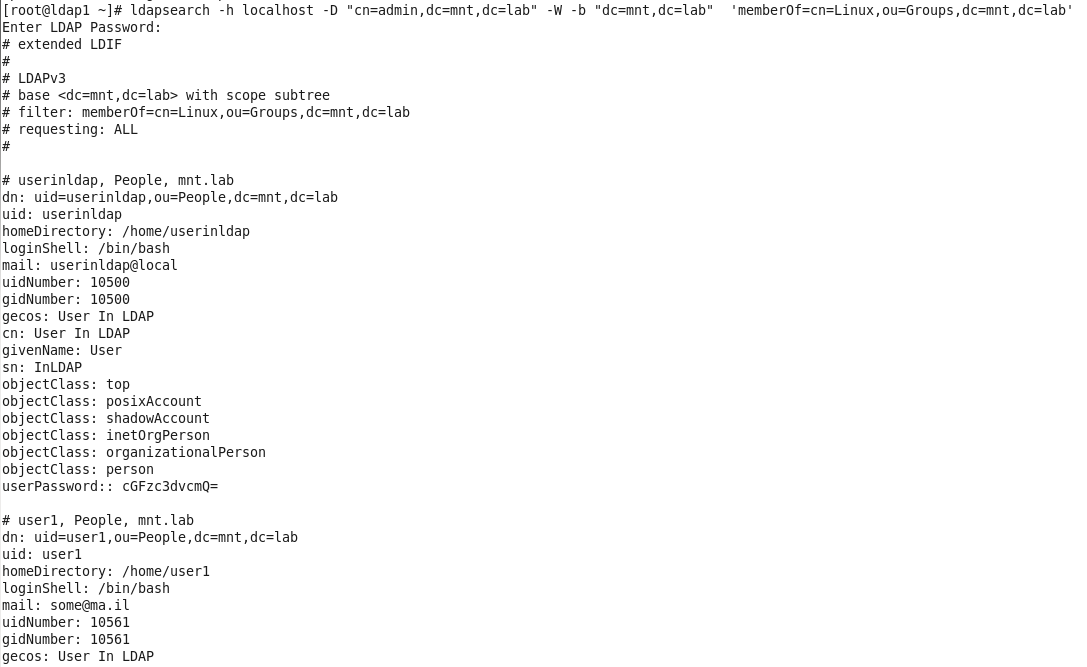 [root@ldap1 ~]# ldapsearch -h localhost -D "cn=admin,dc=mnt,dc=lab" -W -b "dc=mnt,dc=lab"  'memberOf=cn=Linux,ou=Groups,dc=mnt,dc=lab'
Enter LDAP Password:
# extended LDIF
#
# LDAPv3
# base <dc=mnt,dc=lab> with scope subtree
# filter: memberOf=cn=Linux,ou=Groups,dc=mnt,dc=lab
# requesting: ALL
#
# userinldap, People, mnt.lab
dn: uid=userinldap,ou=People,dc=mnt,dc=lab
uid: userinldap
homeDirectory: /home/userinldap
loginShell: /bin/bash
mail: userinldap@local
uidNumber: 10500
gidNumber: 10500
gecos: User In LDAP
cn: User In LDAP
givenName: User
sn: InLDAP
objectClass: top
objectClass: posixAccount
objectClass: shadowAccount
objectClass: inetOrgPerson
objectClass: organizationalPerson
objectClass: person
userPassword:: cGFzc3dvcmQ=
# user1, People, mnt.lab
dn: uid=user1,ou=People,dc=mnt,dc=lab
uid: user1
homeDirectory: /home/user1
loginShell: /bin/bash
mail: some@ma.il
uidNumber: 10561
gidNumber: 10561
gecos: User In LDAP